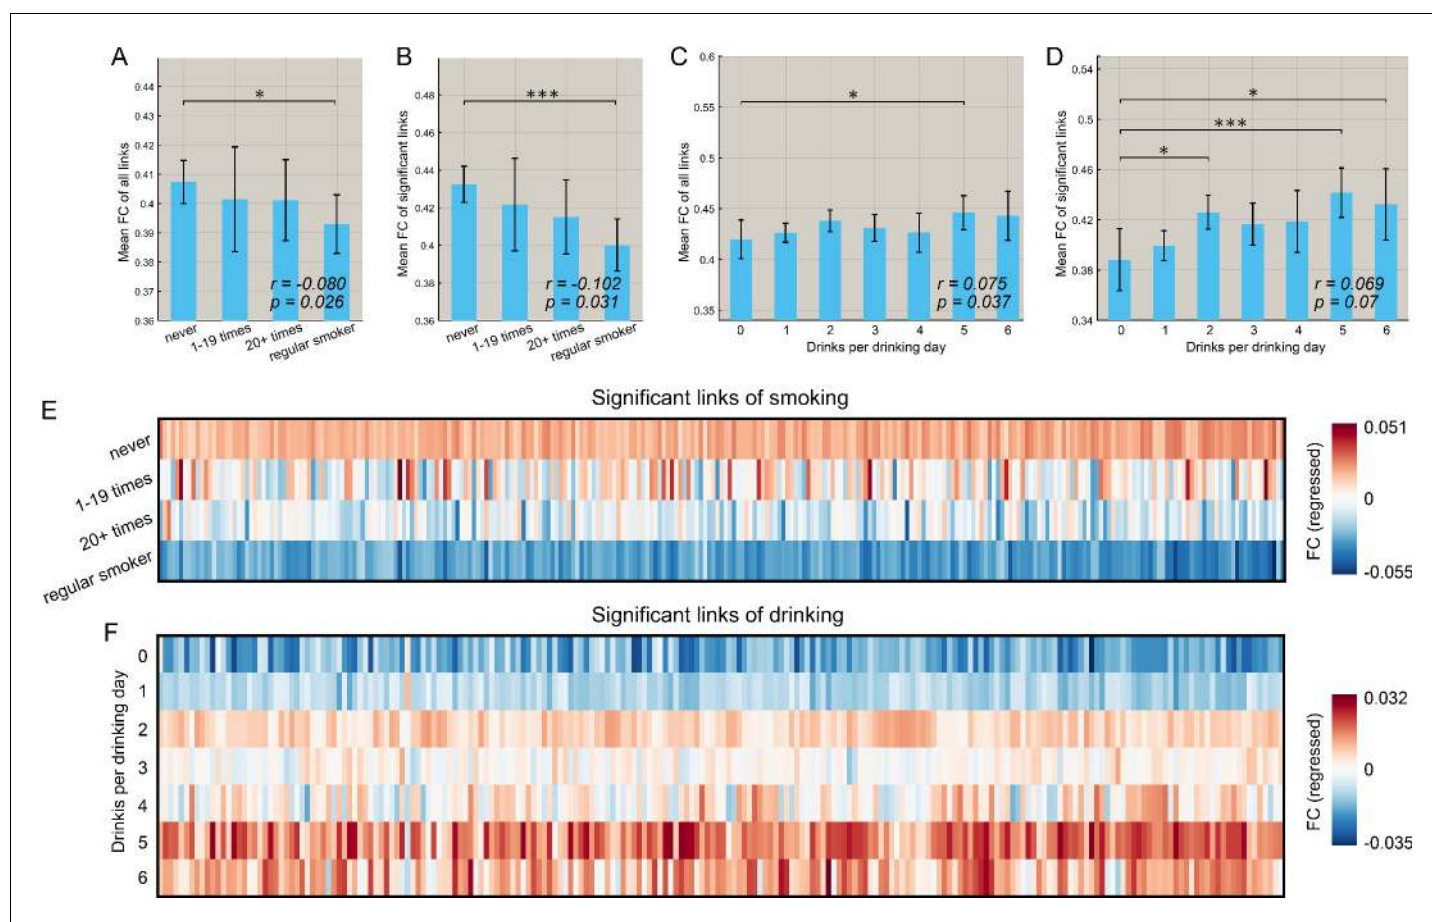 A
Mean FC of all links
0.44
0.43
0.42
0.41
0.4
0.39
0.38
0.37
0.36
*
r = -0.080
p = 0.026
never
1-19 times
20+ times
regular smoker
B
Mean FC of significant links
0.48
0.46
0.44
0.42
0.4
0.38
0.36
***
r = -0.102
p = 0.031
never
1-19 times
20+ times
regular smoker
C
Mean FC of all links
0.6
0.55
0.5
0.45
0.4
0.35
*
r = 0.075
p = 0.037
0 1 2 3 4 5 6
Drinks per drinking day
D
Mean FC of significant links
0.54
0.5
0.46
0.42
0.38
0.34
*
***
*
r = 0.069
p = 0.07
0 1 2 3 4 5 6
Drinks per drinking day
E
Significant links of smoking
never
1-19 times
20+ times
regular smoker
FC (regressed)
0.051
0
-0.055
F
Significant links of drinking
Drinkis per drinking day
0
1
2
3
4
5
6
FC (regressed)
0.032
0
-0.035